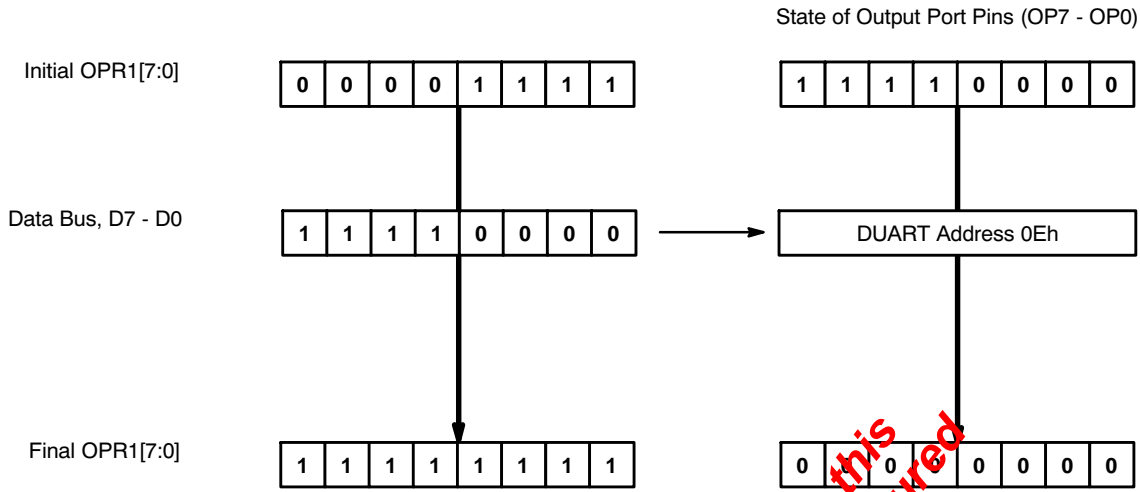 State of Output Port Pins (OP7 - OP0)
Initial OPR1[7:0] 0 0 0 0 1 1 1 1 1 1 1 1 0 0 0 0
Data Bus, D7 - D0 1 1 1 1 0 0 0 0 DUART Address 0Eh
Final OPR1[7:0] 1 1 1 1 1 1 1 1 0 0 0 0 0 0 0 0
this